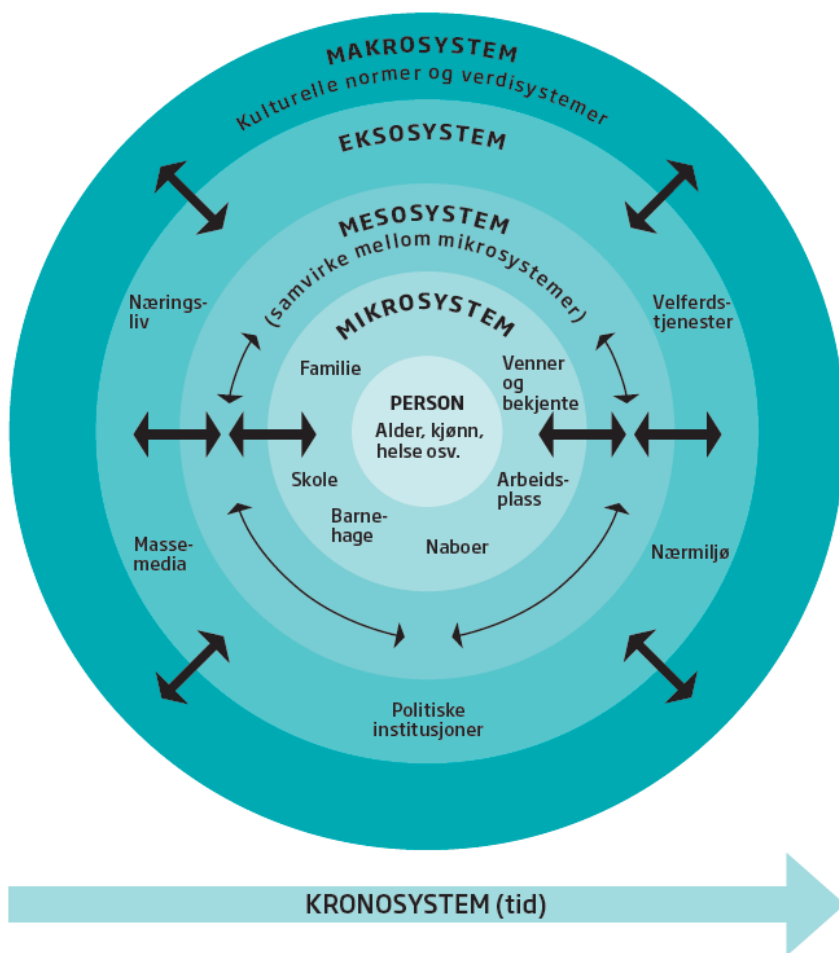 MAKROSYSTEM
Kulturelle normer og verdisystemer
EKSOSYSTEM
MESOSYSTEM
(samvirke mellom mikrosystemer)
MIKROSYSTEM
Nærings-
liv
Velferds-
tjenester
Familie
Venner
og
bekjente
PERSON
Alder, kjønn,
helse osv.
Skole
Arbeids-
plass
Barne-
hage
Naboer
Masse-
media
Nærmiljø
Politiske
institusjoner
KRONOSYSTEM (tid)